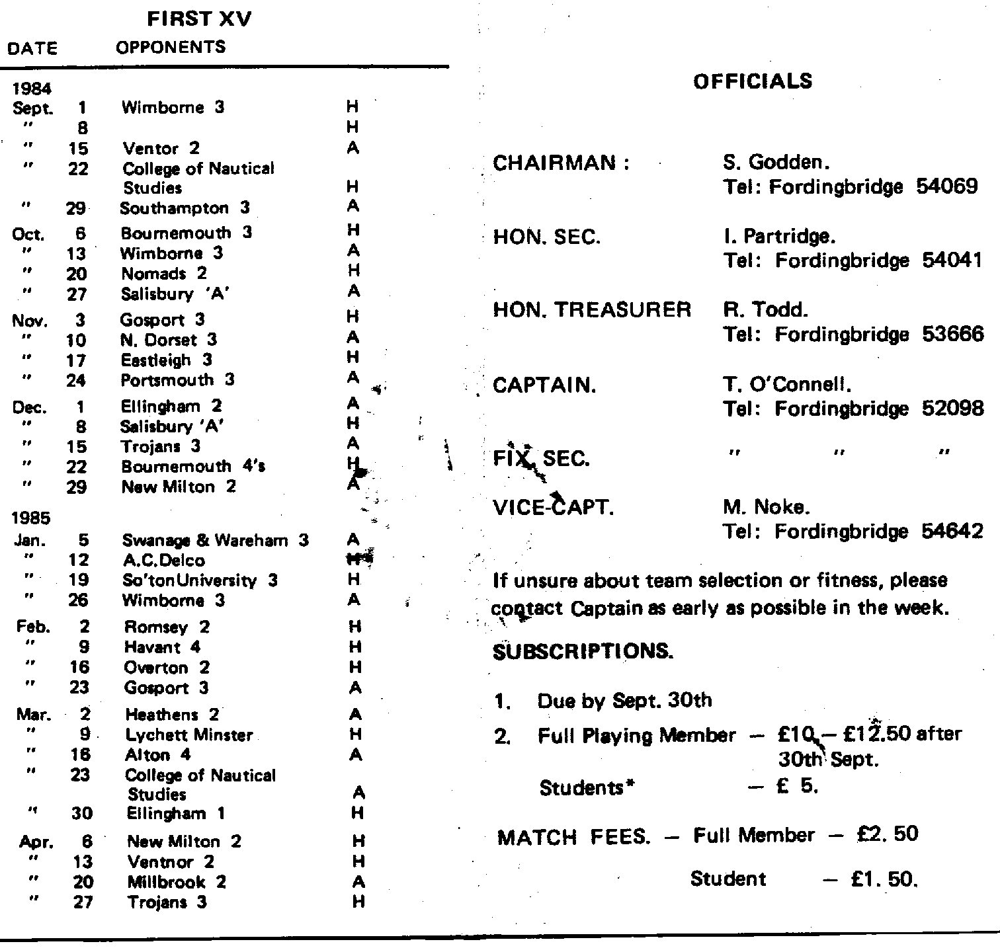 FIRST XV
DATE OPPONENTS
1984
Sept. 1 Wimborne 3 H
" 8 H
" 15 Ventor 2 A
" 22 College of Nautical
Studies H
" 29 Southampton 3 A
Oct. 6 Bournemouth 3 H
" 13 Wimborne 3 A
" 20 Nomads 2 H
" 27 Salisbury 'A' A
Nov. 3 Gosport 3 H
" 10 N. Dorset 3 A
" 17 Eastleigh 3 H
" 24 Portsmouth 3 A
Dec. 1 Ellingham 2 A
" 8 Salisbury 'A' H
" 15 Trojans 3 A
" 22 Bournemouth 4's H
" 29 New Milton 2 A
1985
Jan. 5 Swanage & Wareham 3 A
" 12 A.C.Delco H
" 19 So'ton University 3 H
" 26 Wimborne 3 A
Feb. 2 Romsey 2 H
" 9 Havant 4 H
" 16 Overton 2 H
" 23 Gosport 3 A
Mar. 2 Heathens 2 A
" 9 Lychett Minster H
" 16 Alton 4 A
" 23 College of Nautical
Studies A
" 30 Ellingham 1 H
Apr. 6 New Milton 2 H
" 13 Ventnor 2 H
" 20 Millbrook 2 A
" 27 Trojans 3 H
OFFICIALS
CHAIRMAN : S. Godden.
Tel: Fordingbridge 54069
HON. SEC. I. Partridge.
Tel: Fordingbridge 54041
HON. TREASURER R. Todd.
Tel: Fordingbridge 53666
CAPTAIN. T. O'Connell.
Tel: Fordingbridge 52098
FIX. SEC. " " "
VICE-CAPT. M. Noke.
Tel: Fordingbridge 54642
If unsure about team selection or fitness, please
contact Captain as early as possible in the week.
SUBSCRIPTIONS.
1. Due by Sept. 30th
2. Full Playing Member — £10. — £12.50 after
30th Sept.
Students* — £ 5.
MATCH FEES. — Full Member — £2. 50
Student — £1. 50.